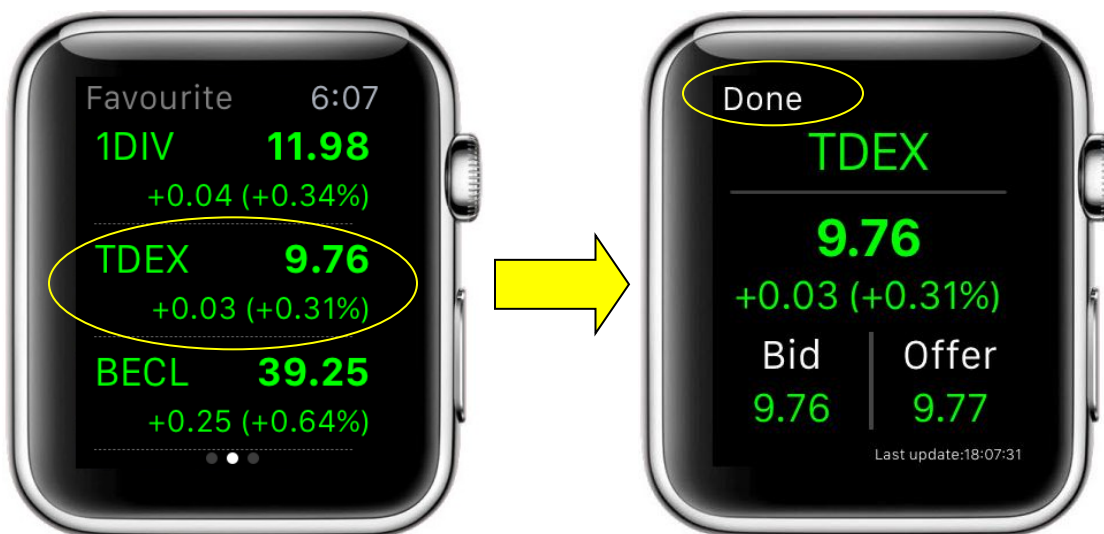 Favourite 6:07
1DIV 11.98
+0.04 (+0.34%)
TDEX 9.76
+0.03 (+0.31%)
BECL 39.25
+0.25 (+0.64%)
Done
TDEX
9.76
+0.03 (+0.31%)
Bid Offer
9.76 9.77
Last update:18:07:31